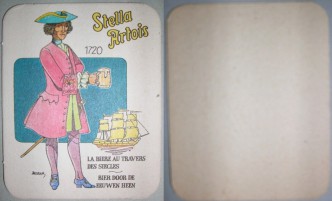 Stella
Artois
1720
LA BIERE AU TRAVERS
DES SIECLES
BIER DOOR DE
EEUWEN HEEN